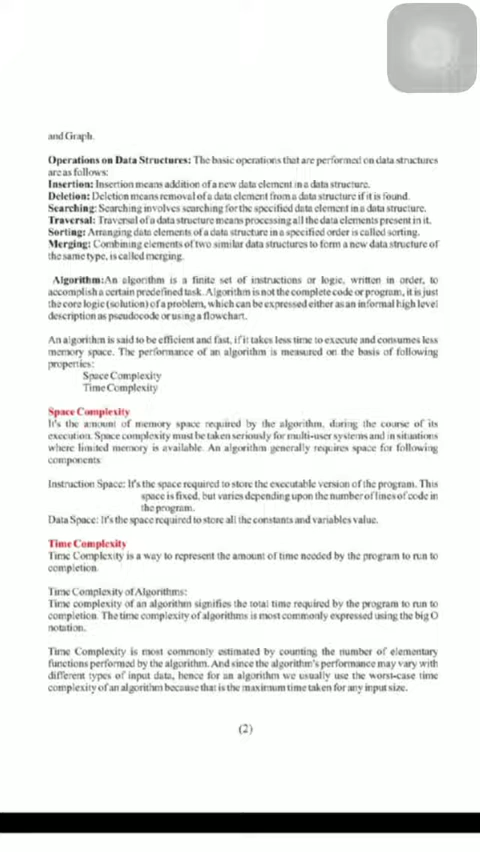 and Graph.
Operations on Data Structures: The basic operations that are performed on data structures
are as follows:
Insertion: Insertion means addition of a new data element in a data structure.
Deletion: Deletion means removal of a data element from a data structure if it is found.
Searching: Searching involves searching for the specified data element in a data structure.
Traversal: Traversal of a data structure means processing all the data elements present in it.
Sorting: Arranging data elements of a data structure in a specified order is called sorting.
Merging: Combining elements of two similar data structures to form a new data structure of
the same type, is called merging.
Algorithm:An algorithm is a finite set of instructions or logic, written in order, to
accomplish a certain predefined task. Algorithm is not the complete code or program, it is just
the core logic (solution) of a problem, which can be expressed either as an informal high level
description as pseudocode or using a flowchart.
An algorithm is said to be efficient and fast, if it takes less time to execute and consumes less
memory space. The performance of an algorithm is measured on the basis of following
properties:
Space Complexity
Time Complexity
Space Complexity
It's the amount of memory space required by the algorithm, during the course of its
execution. Space complexity must be taken seriously for multi-user systems and in situations
where limited memory is available. An algorithm generally requires space for following
components:
Instruction Space: It's the space required to store the executable version of the program. This
space is fixed, but varies depending upon the number of lines of code in
the program.
Data Space: It's the space required to store all the constants and variables value.
Time Complexity
Time Complexity is a way to represent the amount of time needed by the program to run to
completion.
Time Complexity of Algorithms:
Time complexity of an algorithm signifies the total time required by the program to run to
completion. The time complexity of algorithms is most commonly expressed using the big O
notation.
Time Complexity is most commonly estimated by counting the number of elementary
functions performed by the algorithm. And since the algorithm's performance may vary with
different types of input data, hence for an algorithm we usually use the worst-case time
complexity of an algorithm because that is the maximum time taken for any input size.
(2)